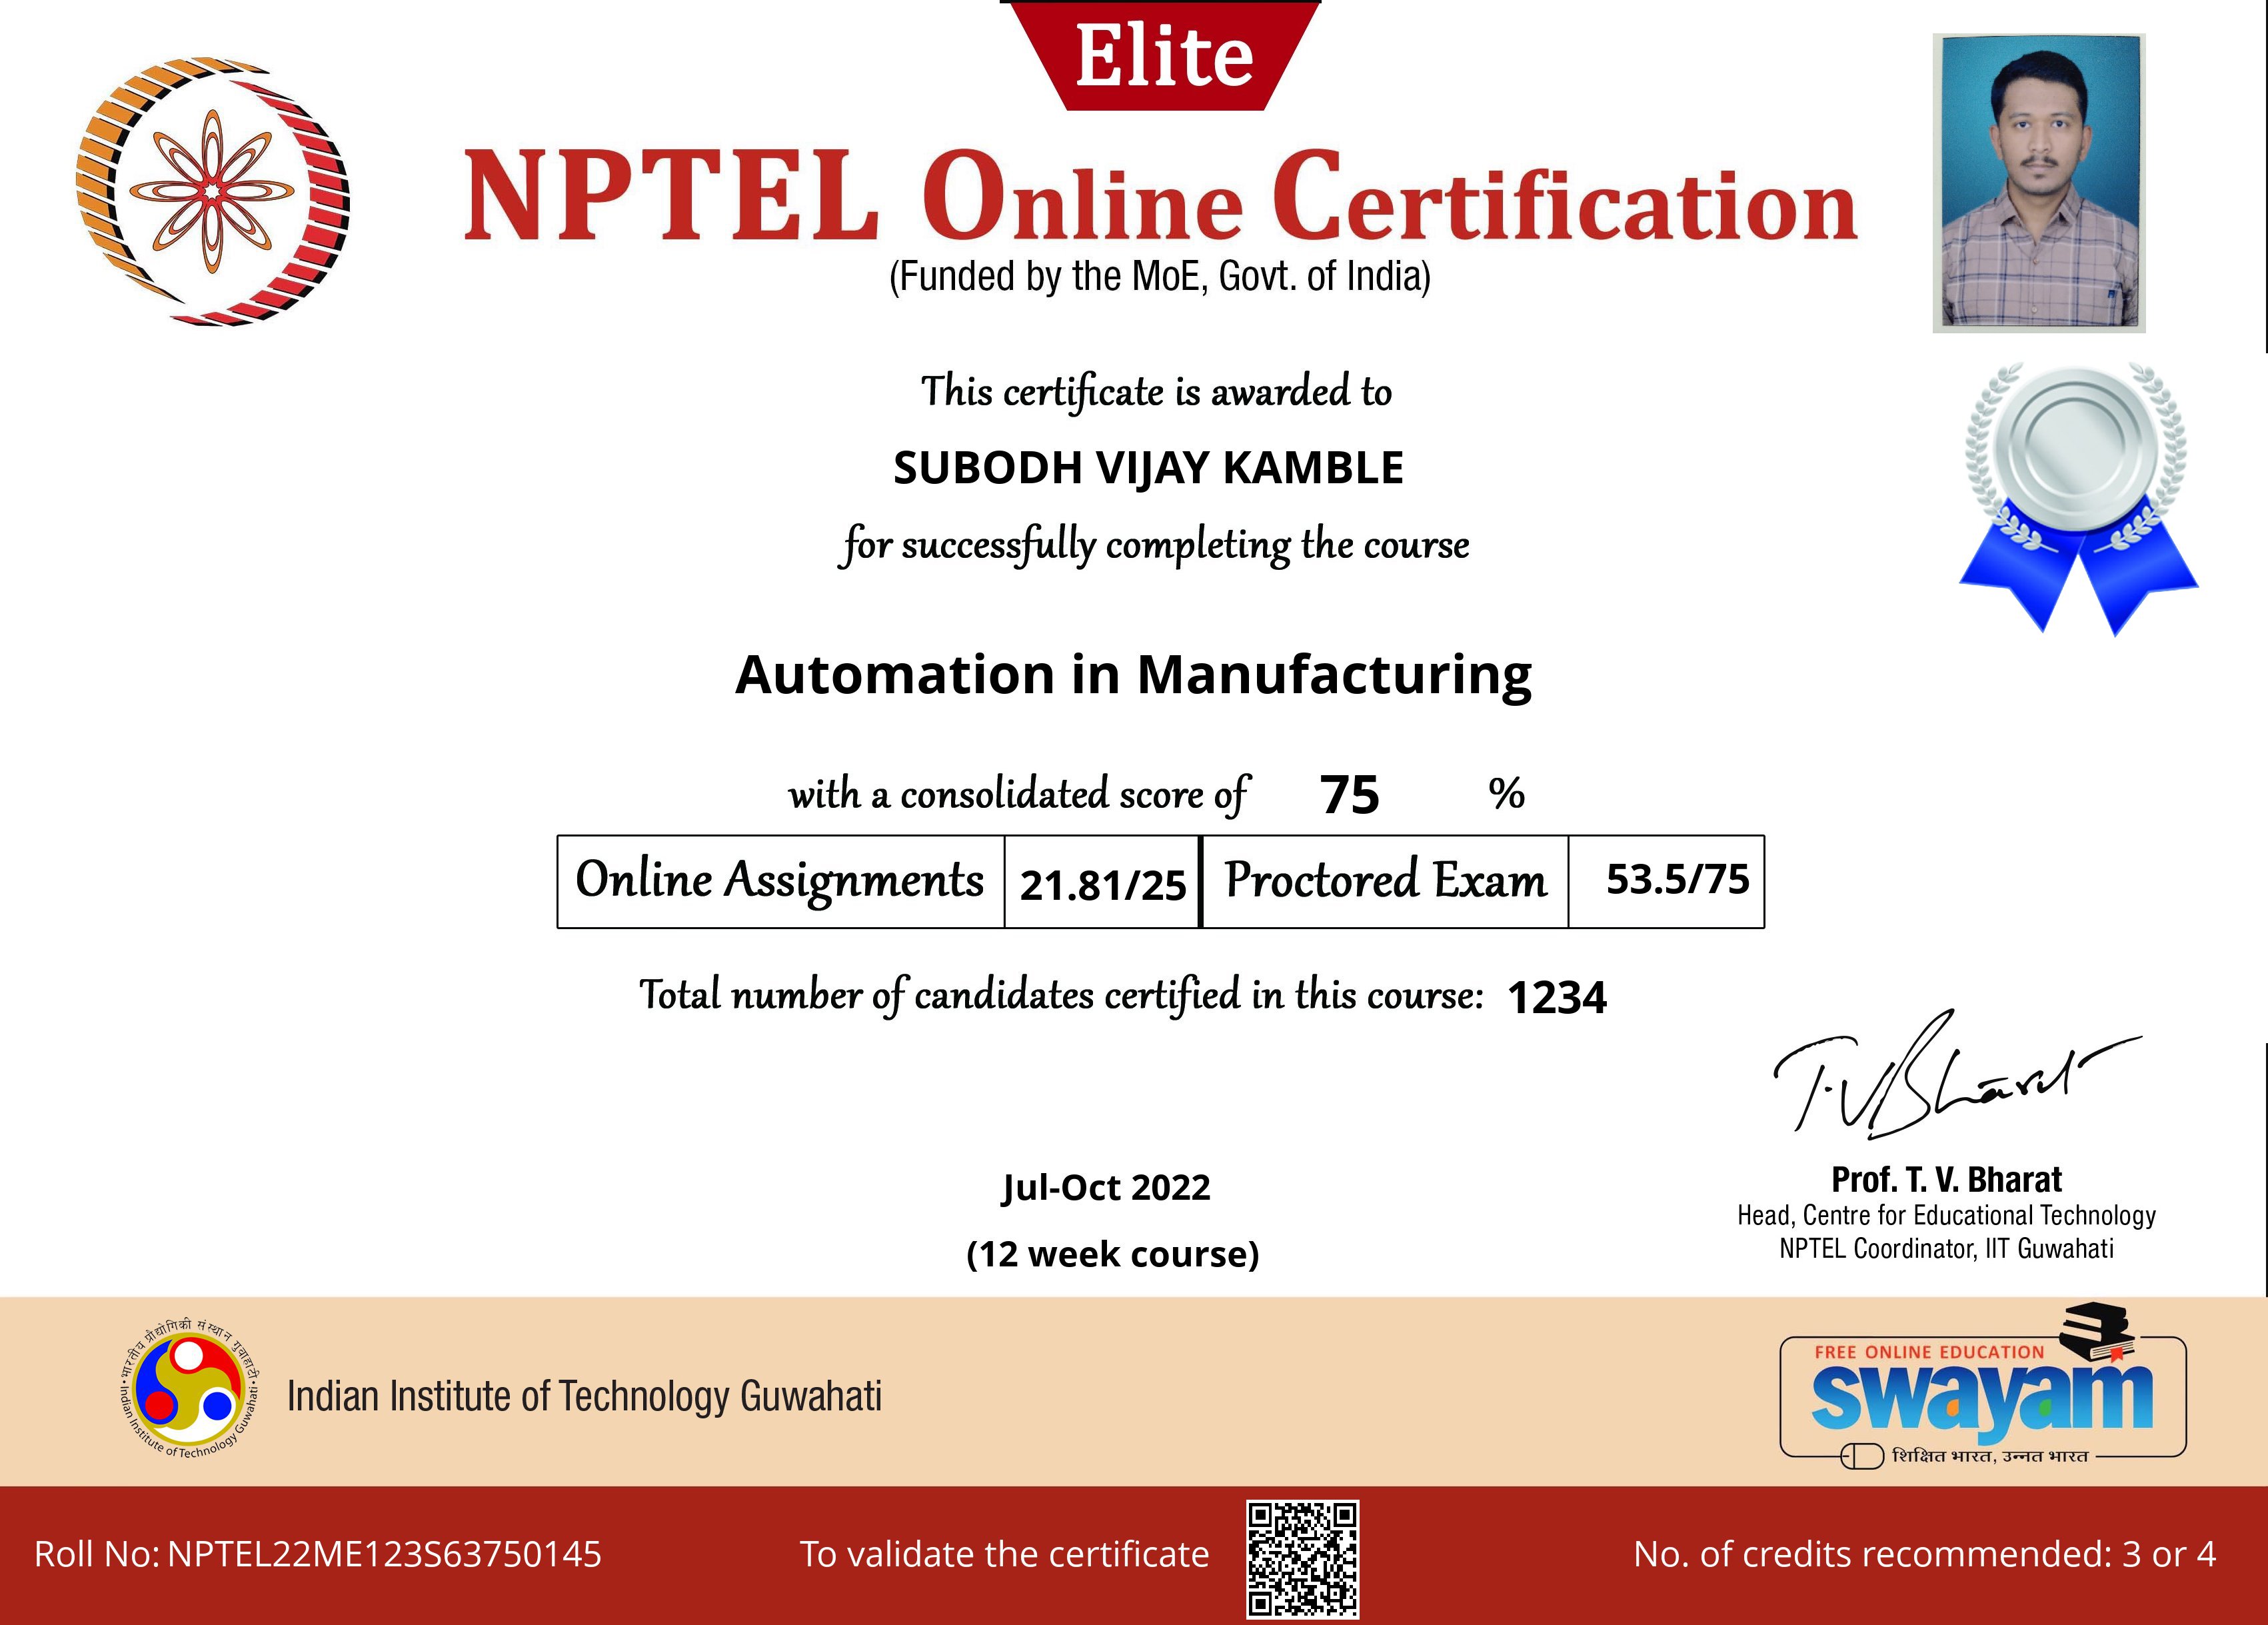 Elite
NPTEL Online Certification
(Funded by the MoE, Govt. of India)
This certificate is awarded to
SUBODH VIJAY KAMBLE
for successfully completing the course
Automation in Manufacturing
with a consolidated score of 75 %
Online Assignments 21.81/25 Proctored Exam 53.5/75
Total number of candidates certified in this course: 1234
T.V.Bharat
Jul-Oct 2022
(12 week course)
Prof. T. V. Bharat
Head, Centre for Educational Technology
NPTEL Coordinator, IIT Guwahati
भारतीय प्रौद्योगिकी संस्थान गुवाहाटी
Indian Institute of Technology Guwahati
Indian Institute of Technology Guwahati
FREE ONLINE EDUCATION
swayam
शिक्षित भारत, उन्नत भारत
Roll No: NPTEL22ME123S63750145
To validate the certificate
No. of credits recommended: 3 or 4